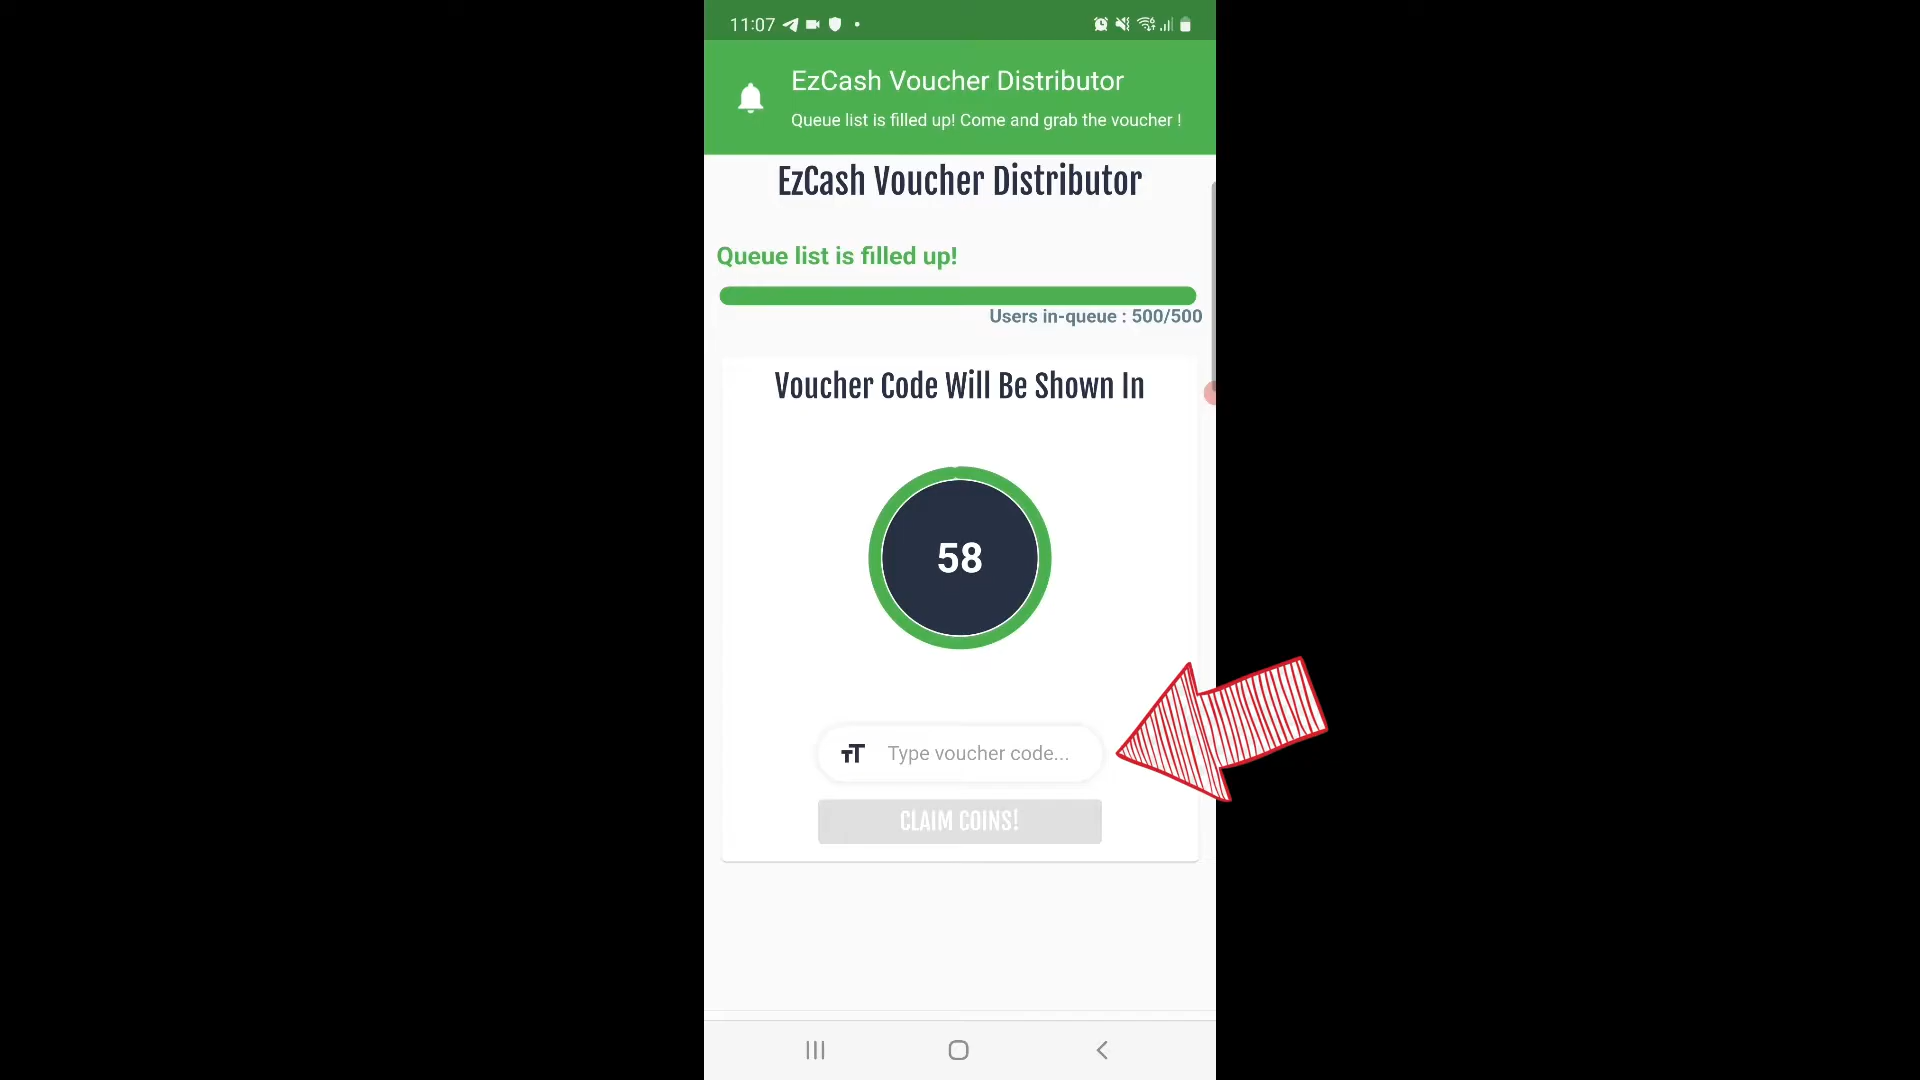 11:07
EzCash Voucher Distributor
Queue list is filled up! Come and grab the voucher !
EzCash Voucher Distributor
Queue list is filled up!
Users in-queue : 500/500
Voucher Code Will Be Shown In
58
Type voucher code...
CLAIM COINS!